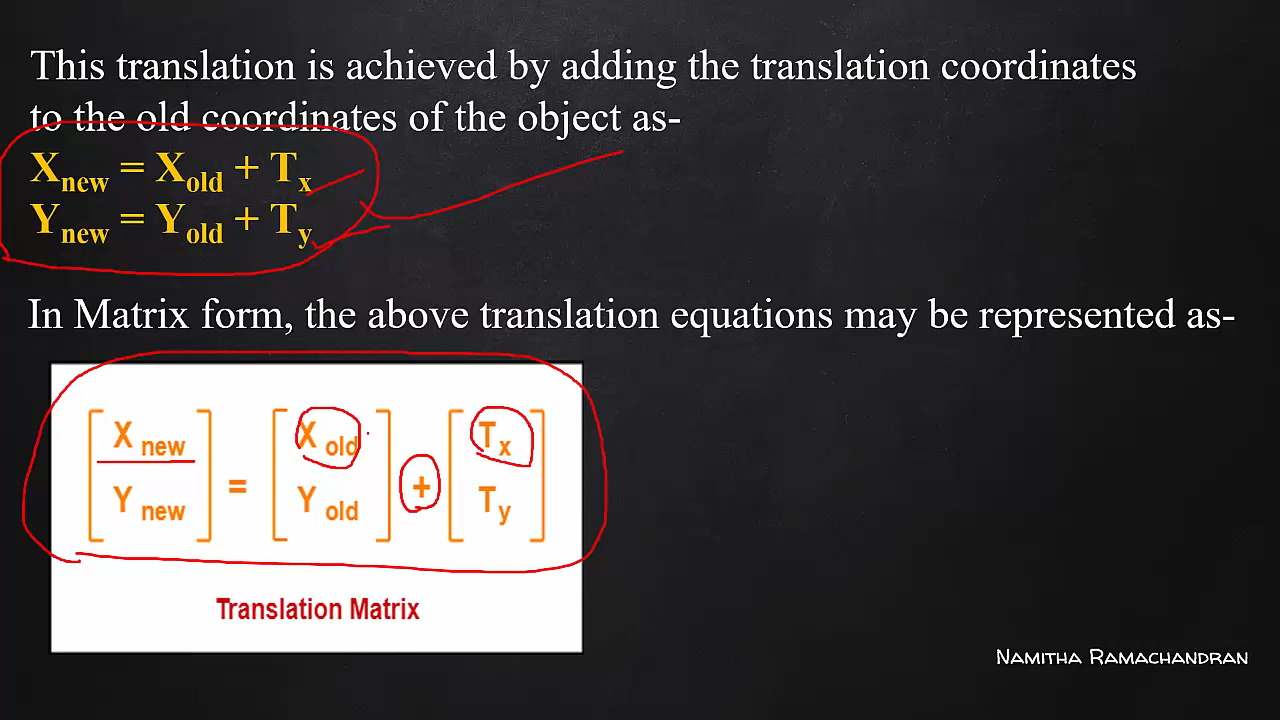 This translation is achieved by adding the translation coordinates
to the old coordinates of the object as-
Xnew = Xold + Tx
Ynew = Yold + Ty
In Matrix form, the above translation equations may be represented as-
[ X new ] [ X old ] [ Tx ]
= +
[ Y new ] [ Y old ] [ Ty ]
Translation Matrix
Namitha Ramachandran